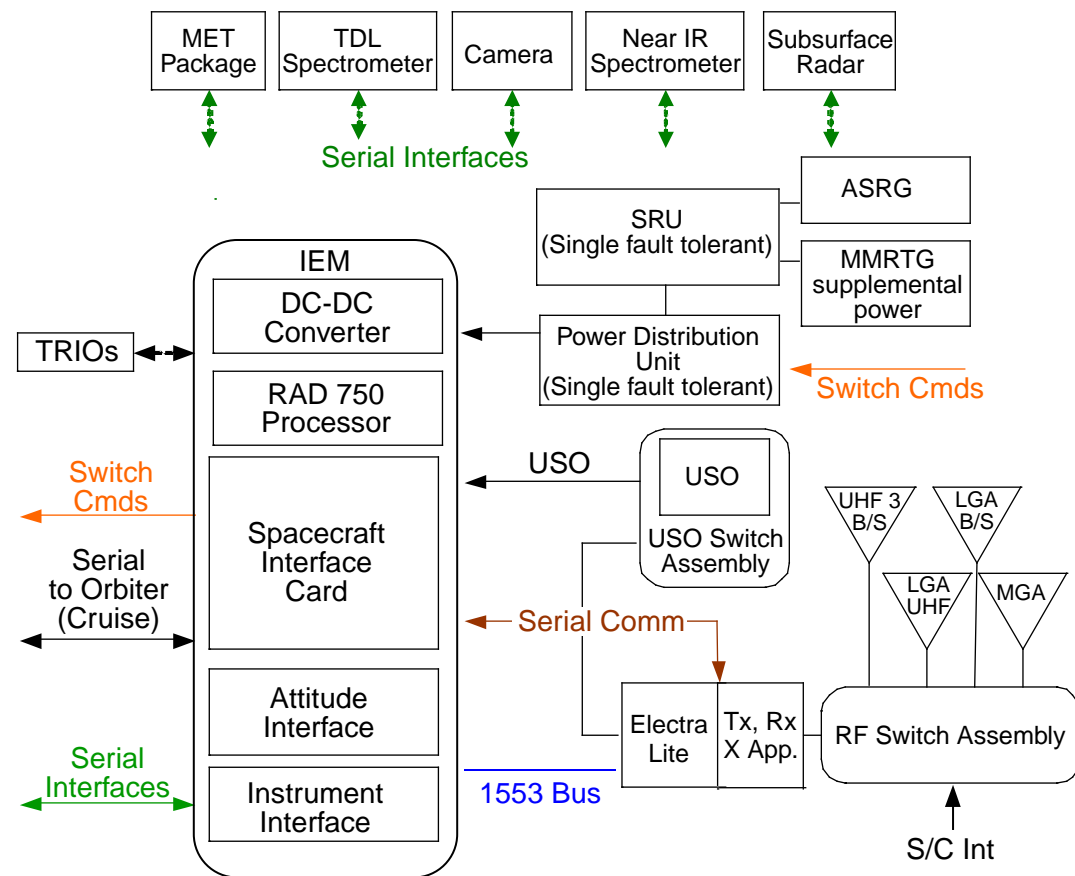 MET
Package
TDL
Spectrometer
Camera
Near IR
Spectrometer
Subsurface
Radar
Serial Interfaces
ASRG
SRU
(Single fault tolerant)
MMRTG
supplemental
power
IEM
DC-DC
Converter
Power Distribution
Unit
(Single fault tolerant)
TRIOs
Switch Cmds
RAD 750
Processor
Switch
Cmds
USO
USO
USO Switch
Assembly
UHF 3
B/S
LGA
B/S
LGA
UHF
MGA
Spacecraft
Interface
Card
Serial
to Orbiter
(Cruise)
Serial Comm
Attitude
Interface
Electra
Lite
Tx, Rx
X App.
RF Switch Assembly
Serial
Interfaces
1553 Bus
Instrument
Interface
S/C Int